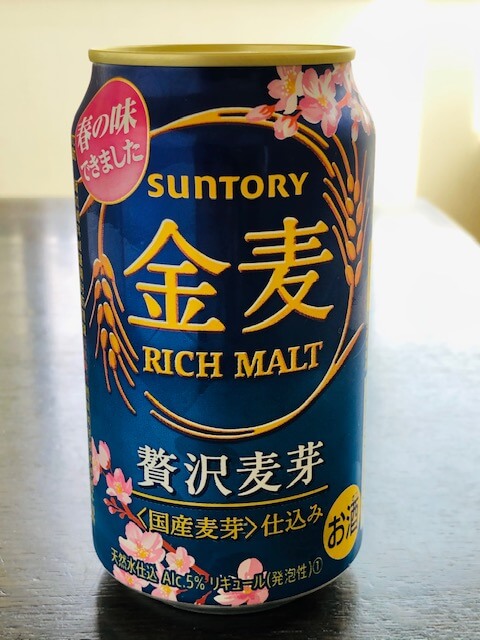 春の味
できました
SUNTORY
金麦
RICH MALT
贅沢麦芽
〈国産麦芽〉仕込み
お酒
天然水仕込 Alc.5% リキュール(発泡性)①